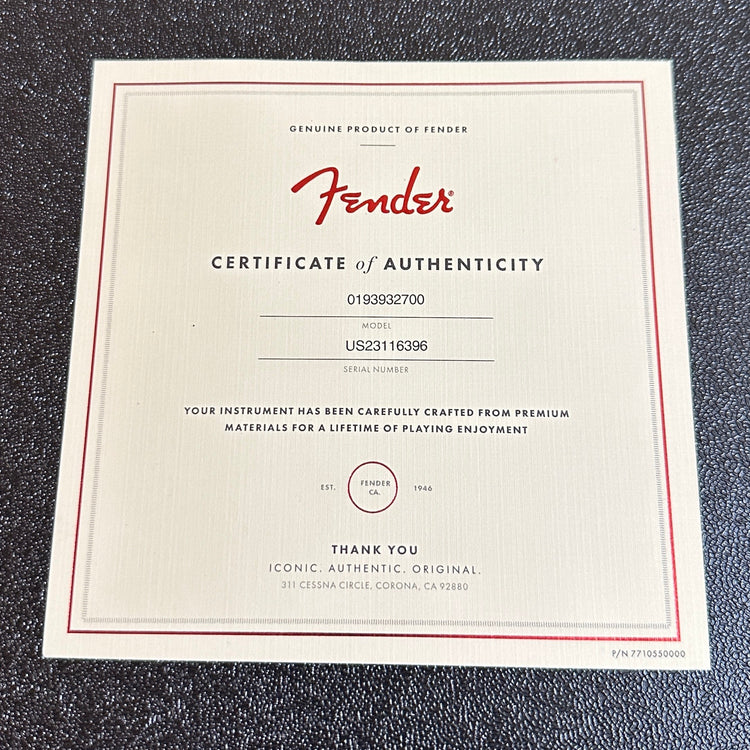 GENUINE PRODUCT OF FENDER
Fender®
CERTIFICATE of AUTHENTICITY
0193932700
MODEL
US23116396
SERIAL NUMBER
YOUR INSTRUMENT HAS BEEN CAREFULLY CRAFTED FROM PREMIUM
MATERIALS FOR A LIFETIME OF PLAYING ENJOYMENT
EST. FENDER CA. 1946
THANK YOU
ICONIC. AUTHENTIC. ORIGINAL.
311 CESSNA CIRCLE, CORONA, CA 92880
P/N 7710550000